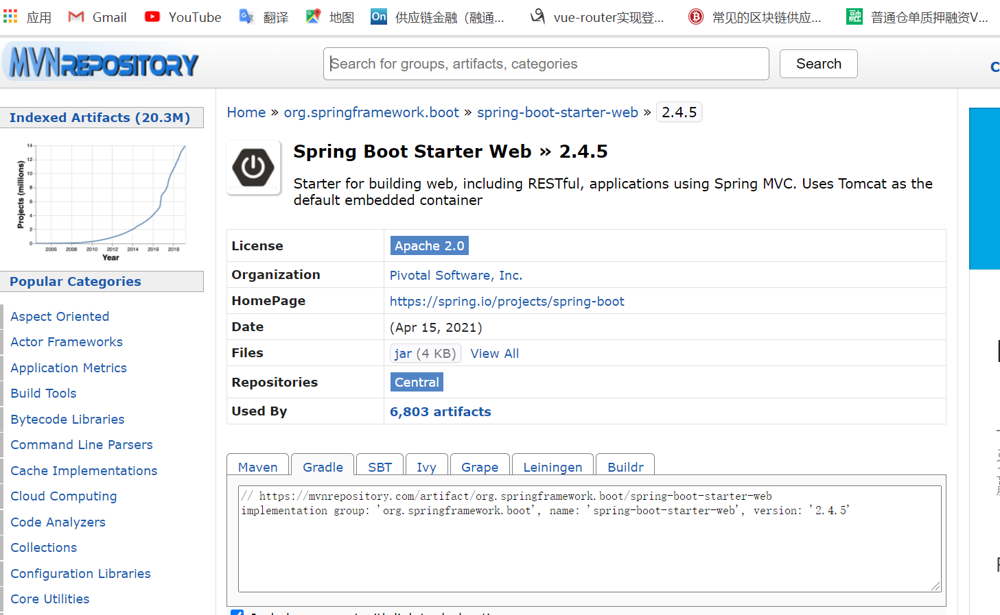 应用
Gmail
YouTube
翻译
地图
On
供应链金融（融通...
vue-router实现登...
常见的区块链供应...
融
普通仓单质押融资V...
MVNREPOSITORY
Search for groups, artifacts, categories
Search
Indexed Artifacts (20.3M)
14
12
10
8
6
4
2
0
Projects (millions)
2006 2008 2010 2012 2014 2016 2018
Year
Popular Categories
Aspect Oriented
Actor Frameworks
Application Metrics
Build Tools
Bytecode Libraries
Command Line Parsers
Cache Implementations
Cloud Computing
Code Analyzers
Collections
Configuration Libraries
Core Utilities
Home » org.springframework.boot » spring-boot-starter-web » 2.4.5
Spring Boot Starter Web » 2.4.5
Starter for building web, including RESTful, applications using Spring MVC. Uses Tomcat as the
default embedded container
License Apache 2.0
Organization Pivotal Software, Inc.
HomePage https://spring.io/projects/spring-boot
Date (Apr 15, 2021)
Files jar (4 KB) View All
Repositories Central
Used By 6,803 artifacts
Maven Gradle SBT Ivy Grape Leiningen Buildr
// https://mvnrepository.com/artifact/org.springframework.boot/spring-boot-starter-web
implementation group: 'org.springframework.boot', name: 'spring-boot-starter-web', version: '2.4.5'